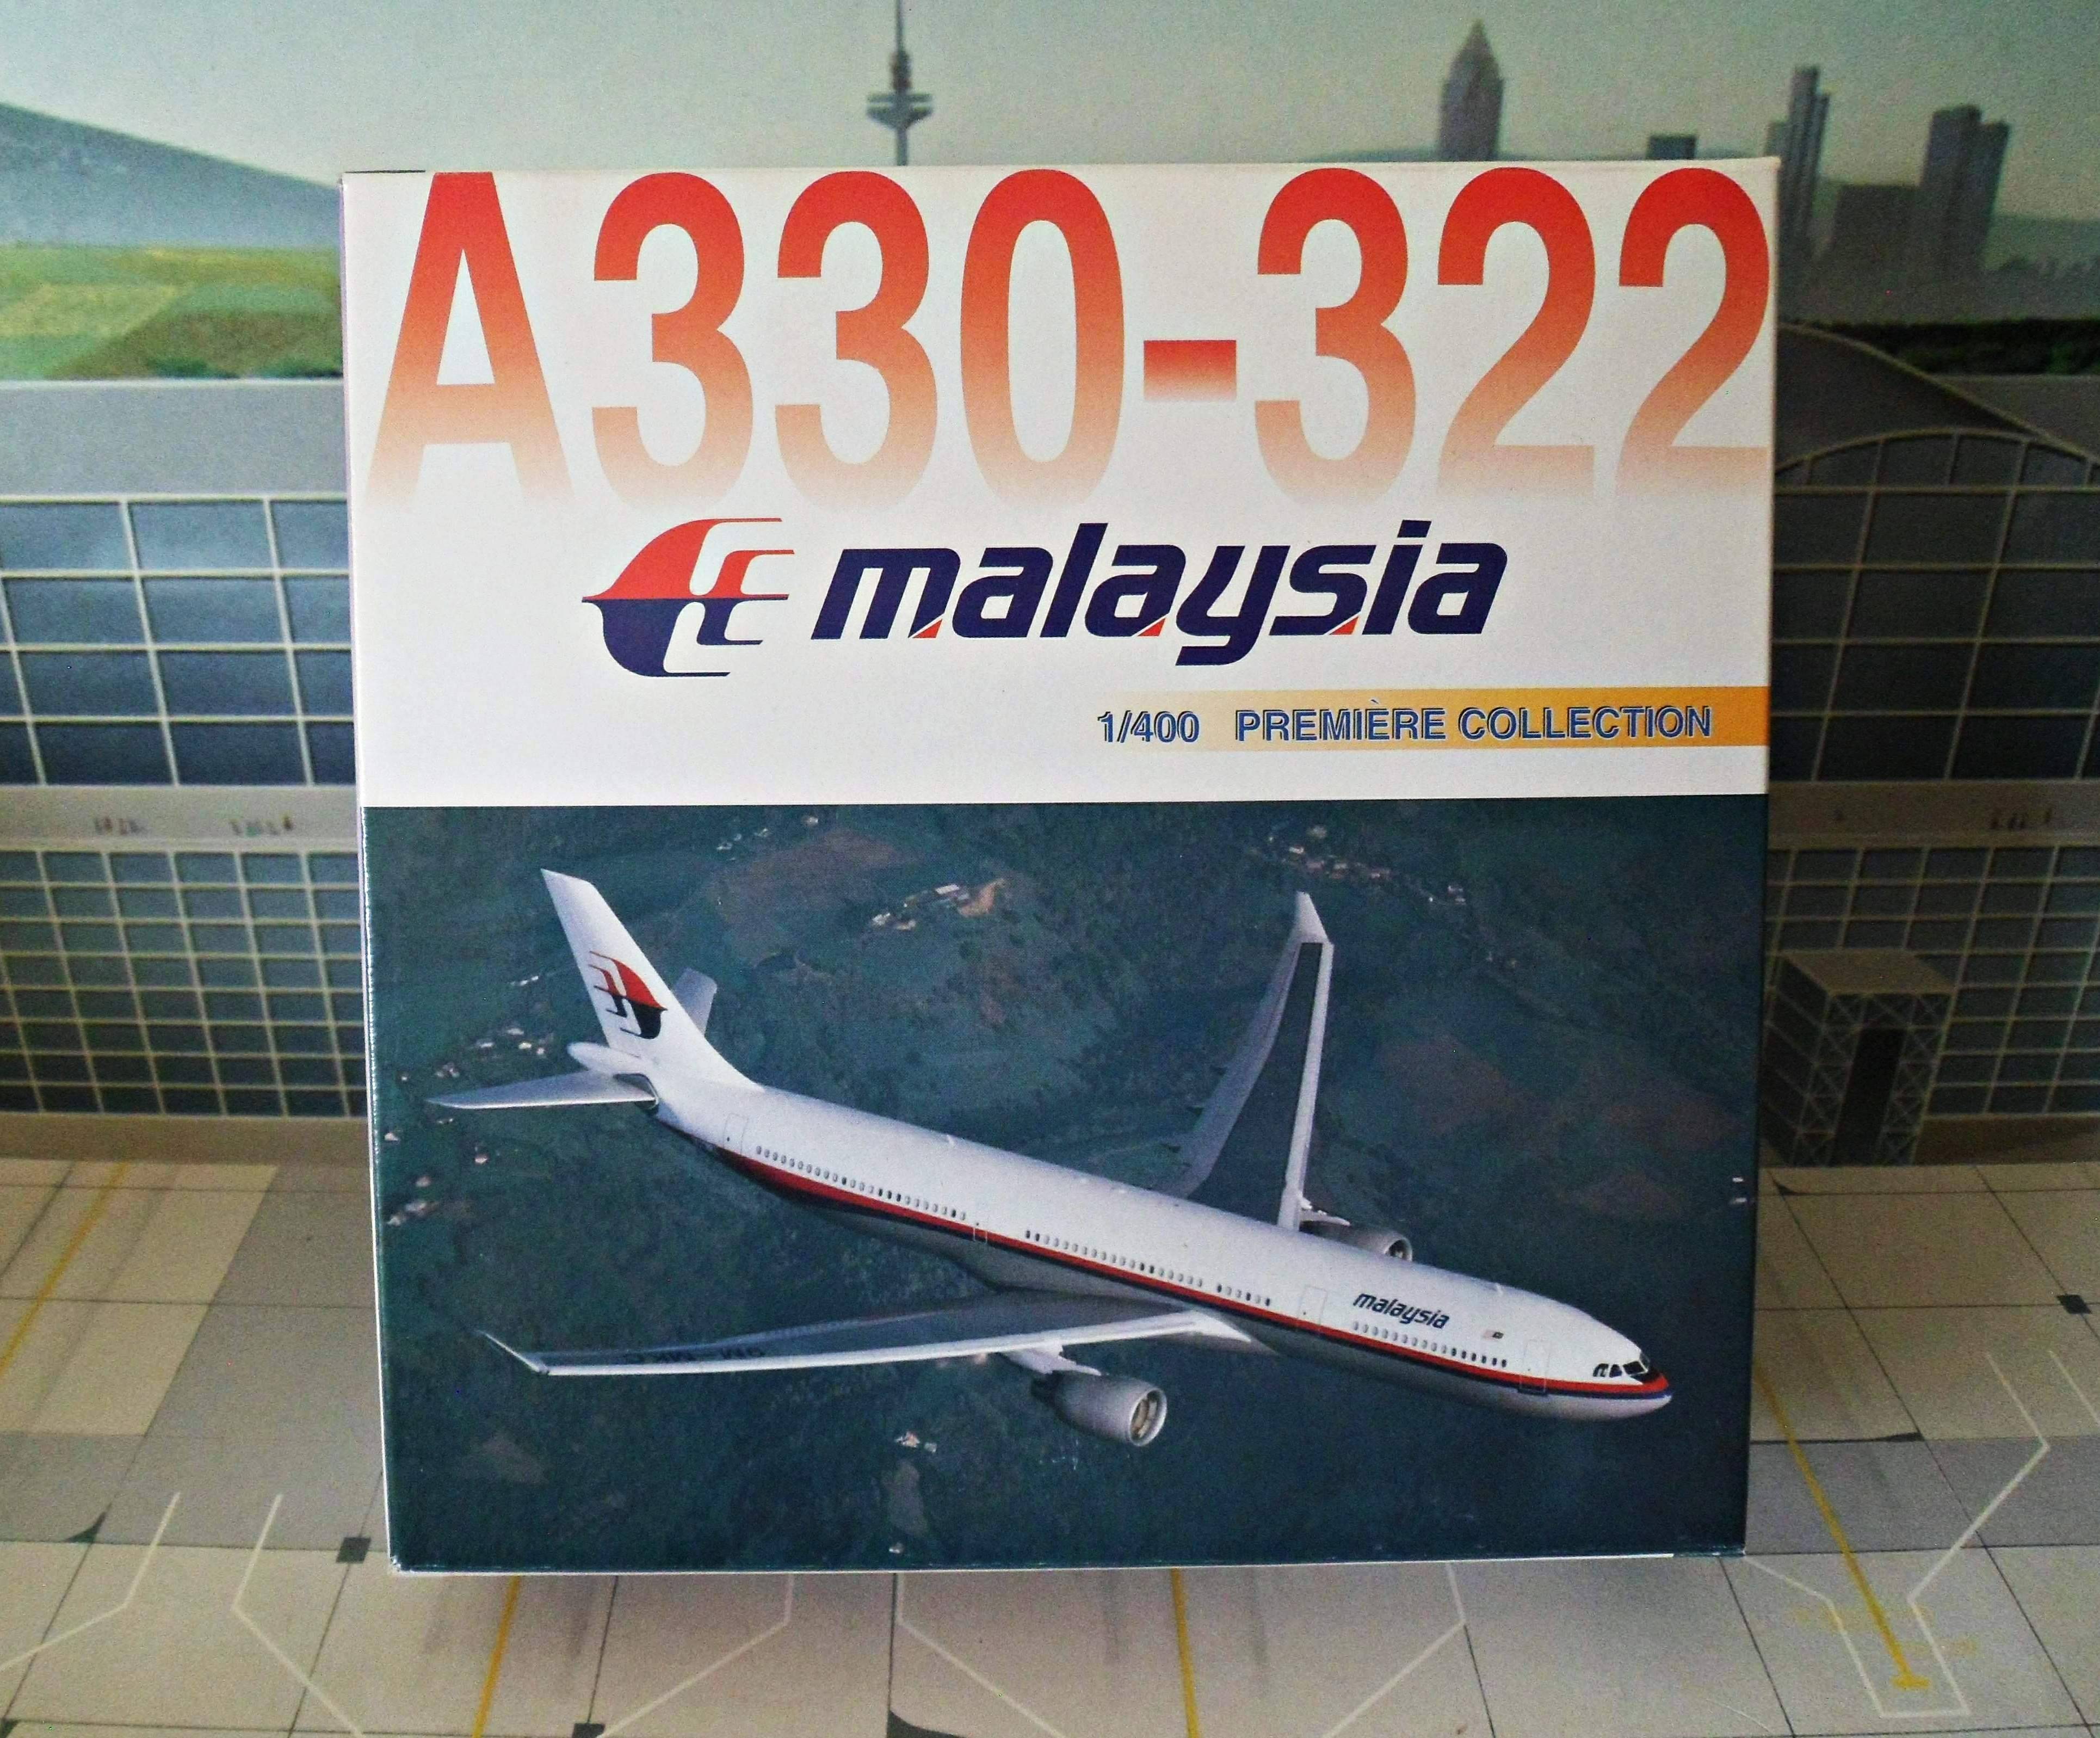 A330-322
malaysia
1/400 PREMIÈRE COLLECTION
malaysia